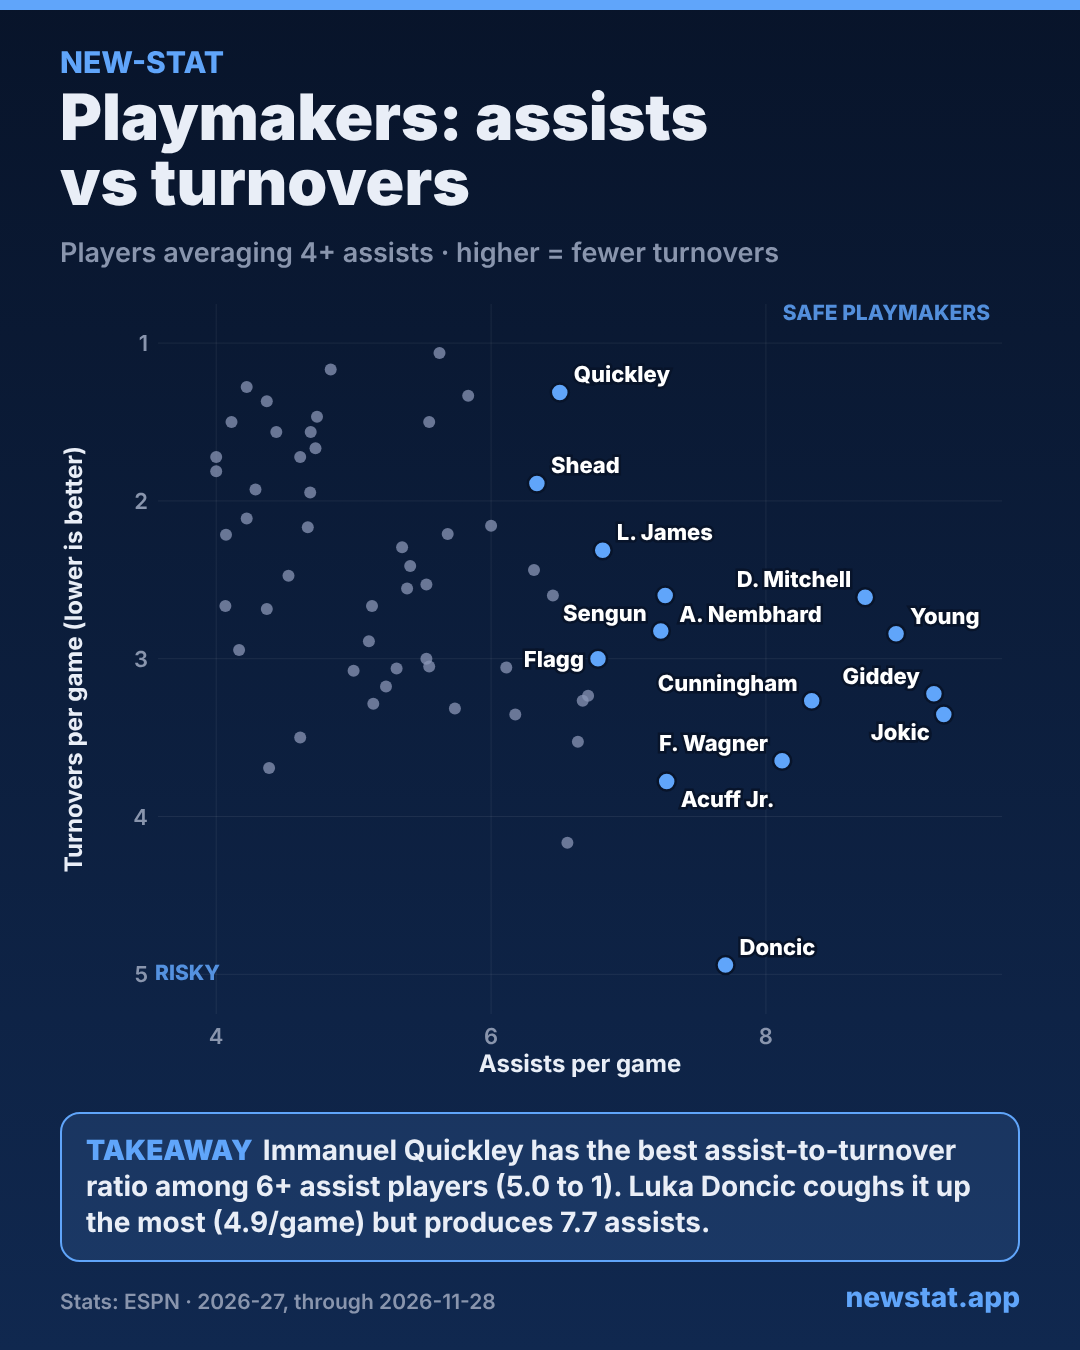 NEW-STAT
Playmakers: assists
vs turnovers
Players averaging 4+ assists · higher = fewer turnovers
SAFE PLAYMAKERS
1
Quickley
Shead
2
L. James
D. Mitchell
Sengun
A. Nembhard
Young
3
Flagg
Giddey
Cunningham
Jokic
F. Wagner
Acuff Jr.
4
Doncic
5
RISKY
Turnovers per game (lower is better)
4
6
8
Assists per game
TAKEAWAY Immanuel Quickley has the best assist-to-turnover
ratio among 6+ assist players (5.0 to 1). Luka Doncic coughs it up
the most (4.9/game) but produces 7.7 assists.
Stats: ESPN · 2026-27, through 2026-11-28
newstat.app